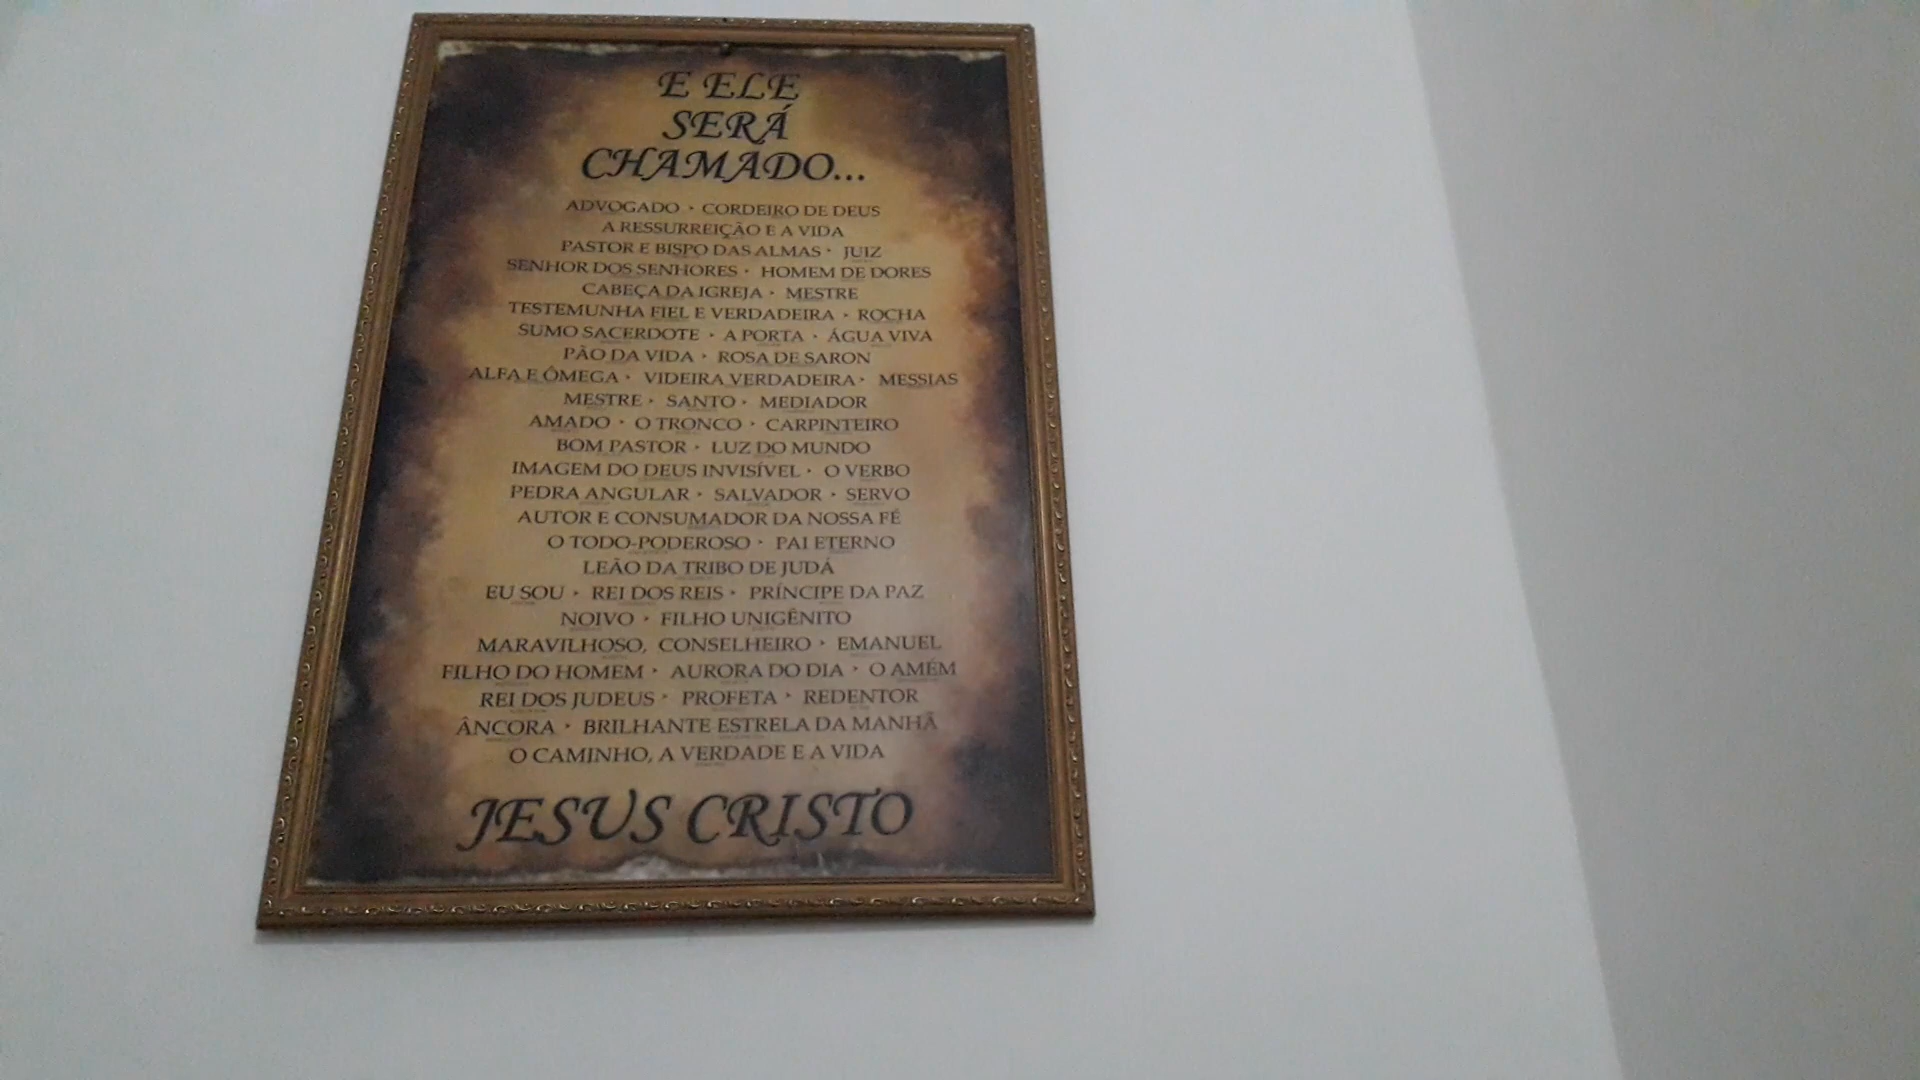 E ELE
SERÁ
CHAMADO...
ADVOGADO • CORDEIRO DE DEUS
A RESSURREIÇÃO E A VIDA
PASTOR E BISPO DAS ALMAS • JUIZ
SENHOR DOS SENHORES • HOMEM DE DORES
CABEÇA DA IGREJA • MESTRE
TESTEMUNHA FIEL E VERDADEIRA • ROCHA
SUMO SACERDOTE • A PORTA • ÁGUA VIVA
PÃO DA VIDA • ROSA DE SARON
ALFA E ÔMEGA • VIDEIRA VERDADEIRA • MESSIAS
MESTRE • SANTO • MEDIADOR
AMADO • O TRONCO • CARPINTEIRO
BOM PASTOR • LUZ DO MUNDO
IMAGEM DO DEUS INVISÍVEL • O VERBO
PEDRA ANGULAR • SALVADOR • SERVO
AUTOR E CONSUMADOR DA NOSSA FÉ
O TODO-PODEROSO • PAI ETERNO
LEÃO DA TRIBO DE JUDÁ
EU SOU • REI DOS REIS • PRÍNCIPE DA PAZ
NOIVO • FILHO UNIGÊNITO
MARAVILHOSO, CONSELHEIRO • EMANUEL
FILHO DO HOMEM • AURORA DO DIA • O AMÉM
REI DOS JUDEUS • PROFETA • REDENTOR
ÂNCORA • BRILHANTE ESTRELA DA MANHÃ
O CAMINHO, A VERDADE E A VIDA
JESUS CRISTO